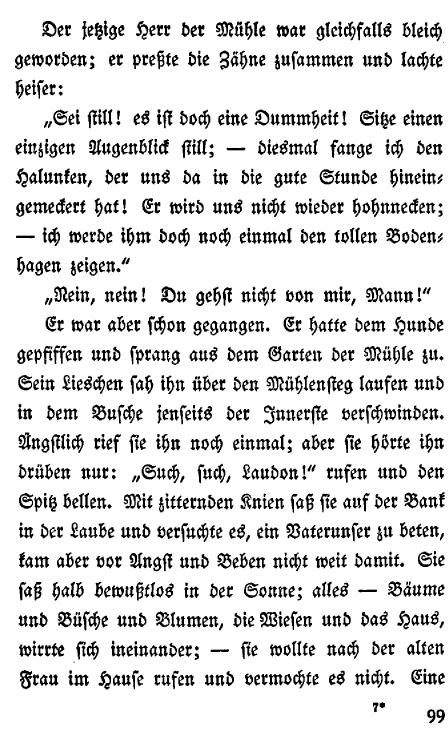 Der jetzige Herr der Mühle war gleichfalls bleich
geworden; er preßte die Zähne zusammen und lachte
heiser:
„Sei still! es ist doch eine Dummheit! Sitze einen
einzigen Augenblick still; — diesmal fange ich den
Halunken, der uns da in die gute Stunde hinein-
gemeckert hat! Er wird uns nicht wieder hohnnecken;
— ich werde ihm doch noch einmal den tollen Boden-
hagen zeigen.“
„Nein, nein! Du gehst nicht von mir, Mann!“
Er war aber schon gegangen. Er hatte dem Hunde
gepfiffen und sprang aus dem Garten der Mühle zu.
Sein Lieschen sah ihn über den Mühlensteg laufen und
in dem Busche jenseits der Innerste verschwinden.
Ängstlich rief sie ihn noch einmal; aber sie hörte ihn
drüben nur: „Such, such, Laudon!“ rufen und den
Spitz bellen. Mit zitternden Knien saß sie auf der Bank
in der Laube und versuchte es, ein Vaterunser zu beten,
kam aber vor Angst und Beben nicht weit damit. Sie
saß halb bewußtlos in der Sonne; alles — Bäume
und Büsche und Blumen, die Wiesen und das Haus,
wirrte sich ineinander; — sie wollte nach der alten
Frau im Hause rufen und vermochte es nicht. Eine
7*
99